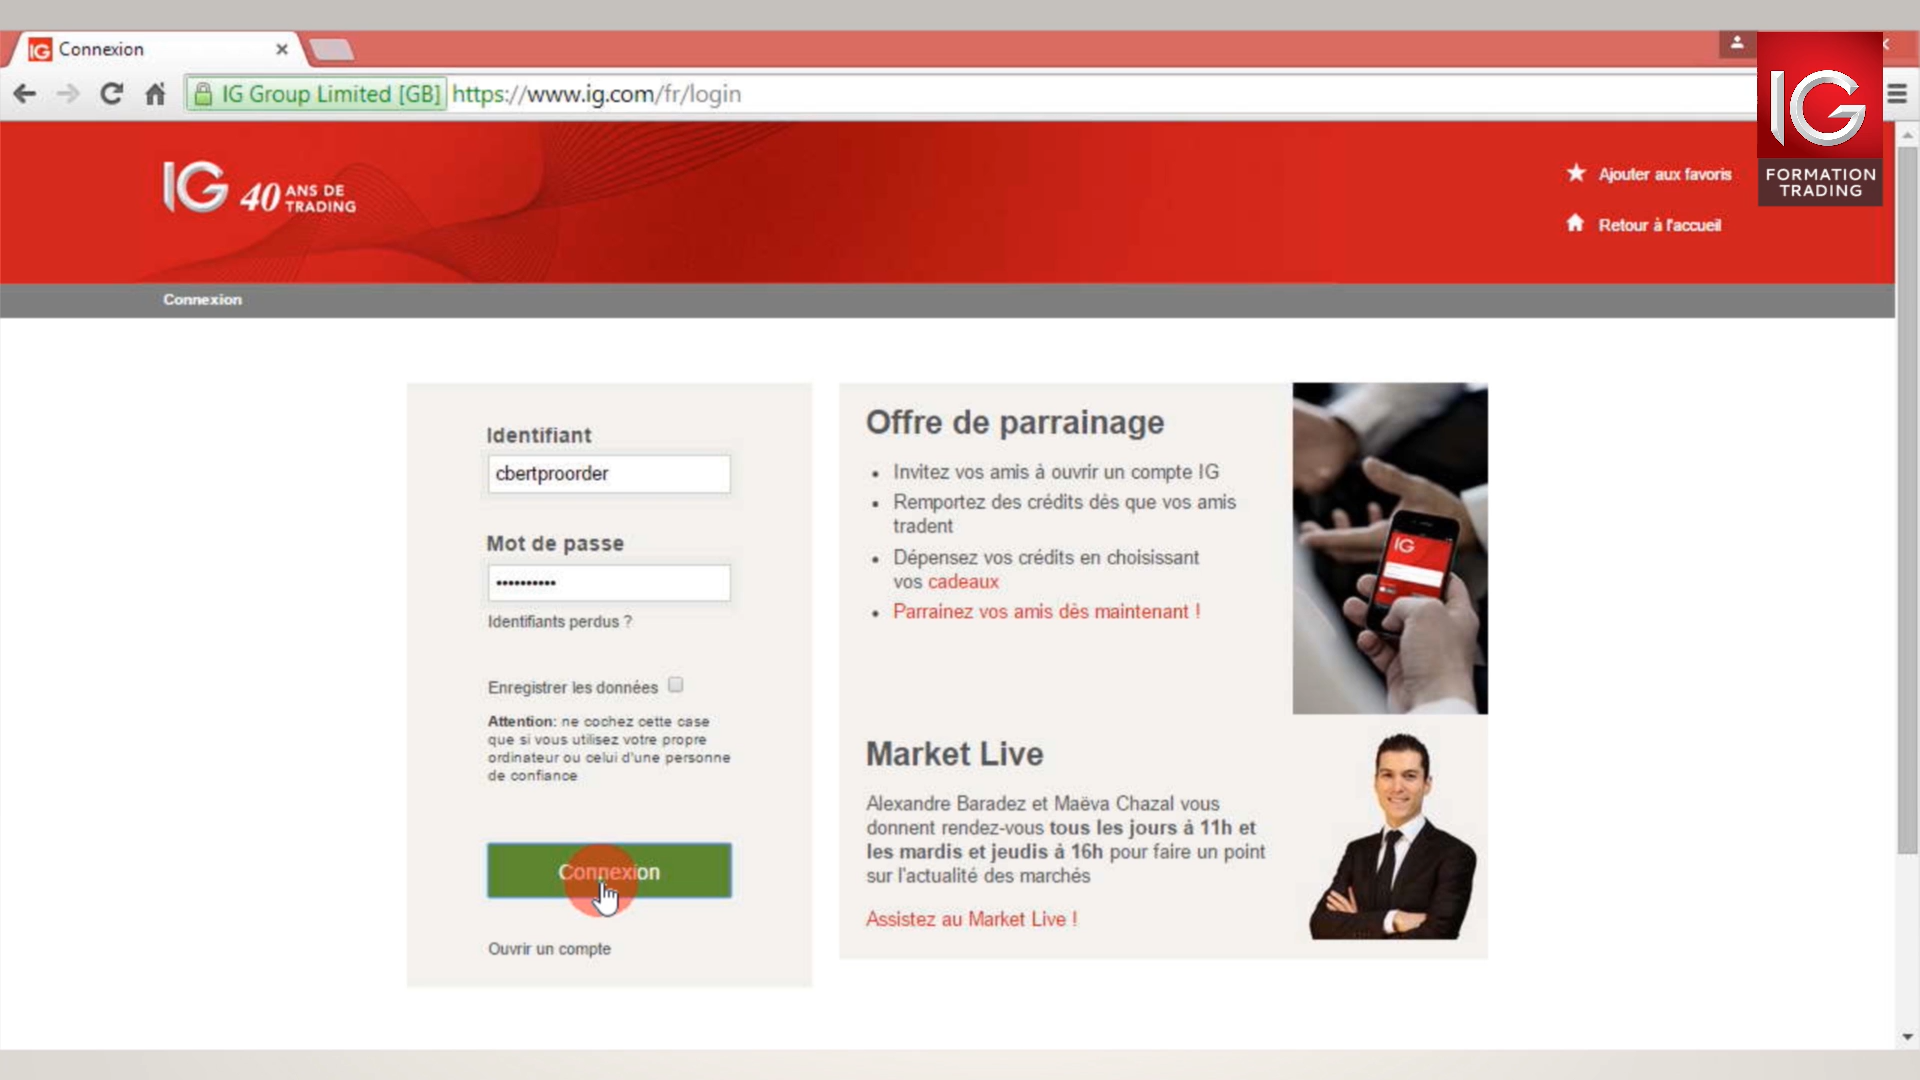 IG Connexion
IG Group Limited [GB] https://www.ig.com/fr/login
IG
FORMATION
TRADING
IG 40 ANS DE
TRADING
Ajouter aux favoris
Retour à l'accueil
Connexion
Identifiant
cbertproorder
Mot de passe
Identifiants perdus ?
Enregistrer les données
Attention: ne cochez cette case
que si vous utilisez votre propre
ordinateur ou celui d'une personne
de confiance
Connexion
Ouvrir un compte
Offre de parrainage
Invitez vos amis à ouvrir un compte IG
Remportez des crédits dès que vos amis
tradent
Dépensez vos crédits en choisissant
vos cadeaux
Parrainez vos amis dès maintenant !
IG
Market Live
Alexandre Baradez et Maëva Chazal vous
donnent rendez-vous tous les jours à 11h et
les mardis et jeudis à 16h pour faire un point
sur l'actualité des marchés
Assistez au Market Live !